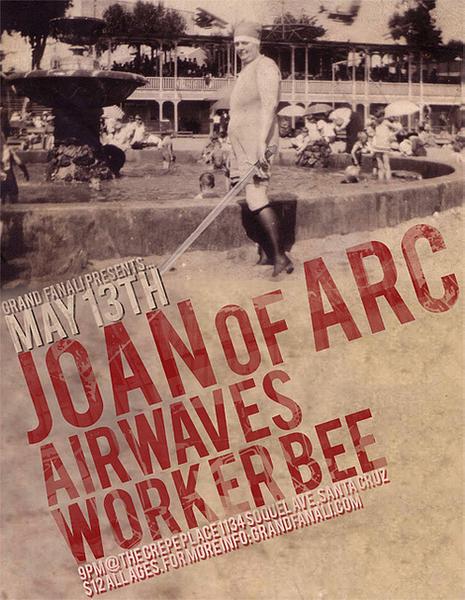 GRAND FANALI PRESENTS...
MAY 13TH
JOAN OF ARC
AIRWAVES
WORKER BEE
9PM @ THE CREPE PLACE 1134 SOQUEL AVE. SANTA CRUZ
$12 ALL AGES. FOR MORE INFO: GRANDFANALI.COM